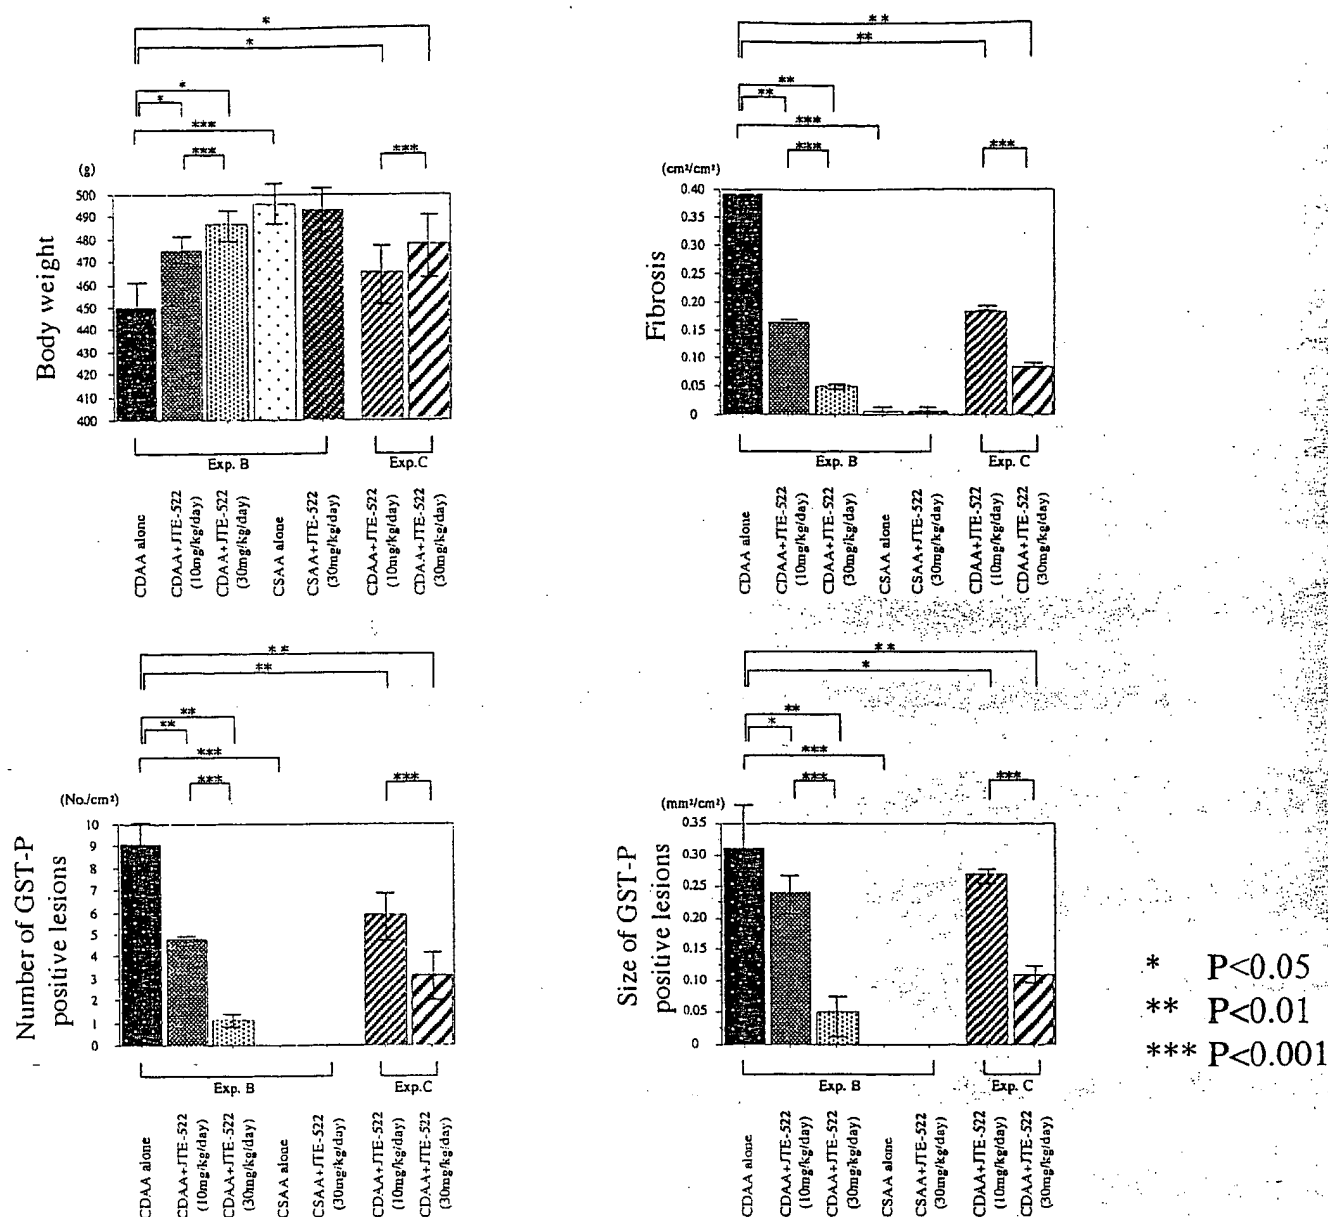 *
*
*
*
***
***
***
(g)
500
490
480
470
460
450
440
430
420
410
400
Body weight
Exp. B
Exp.C
CDAA alone
CDAA+JTE-522
(10mg/kg/day)
CDAA+JTE-522
(30mg/kg/day)
CSAA alone
CSAA+JTE-522
(30mg/kg/day)
CDAA+JTE-522
(10mg/kg/day)
CDAA+JTE-522
(30mg/kg/day)
**
**
**
**
***
***
***
(cm²/cm²)
0.40
0.35
0.30
0.25
0.20
0.15
0.10
0.05
0
Fibrosis
Exp. B
Exp. C
CDAA alone
CDAA+JTE-522
(10mg/kg/day)
CDAA+JTE-522
(30mg/kg/day)
CSAA alone
CSAA+JTE-522
(30mg/kg/day)
CDAA+JTE-522
(10mg/kg/day)
CDAA+JTE-522
(30mg/kg/day)
**
**
**
**
***
***
***
(No./cm²)
10
9
8
7
6
5
4
3
2
1
0
Number of GST-P
positive lesions
Exp. B
Exp.C
CDAA alone
CDAA+JTE-522
(10mg/kg/day)
CDAA+JTE-522
(30mg/kg/day)
CSAA alone
CSAA+JTE-522
(30mg/kg/day)
CDAA+JTE-522
(10mg/kg/day)
CDAA+JTE-522
(30mg/kg/day)
**
*
**
*
***
***
***
(mm²/cm²)
0.35
0.30
0.25
0.20
0.15
0.10
0.05
0
Size of GST-P
positive lesions
Exp. B
Exp. C
CDAA alone
CDAA+JTE-522
(10mg/kg/day)
CDAA+JTE-522
(30mg/kg/day)
CSAA alone
CSAA+JTE-522
(30mg/kg/day)
CDAA+JTE-522
(10mg/kg/day)
CDAA+JTE-522
(30mg/kg/day)
* P<0.05
** P<0.01
*** P<0.001